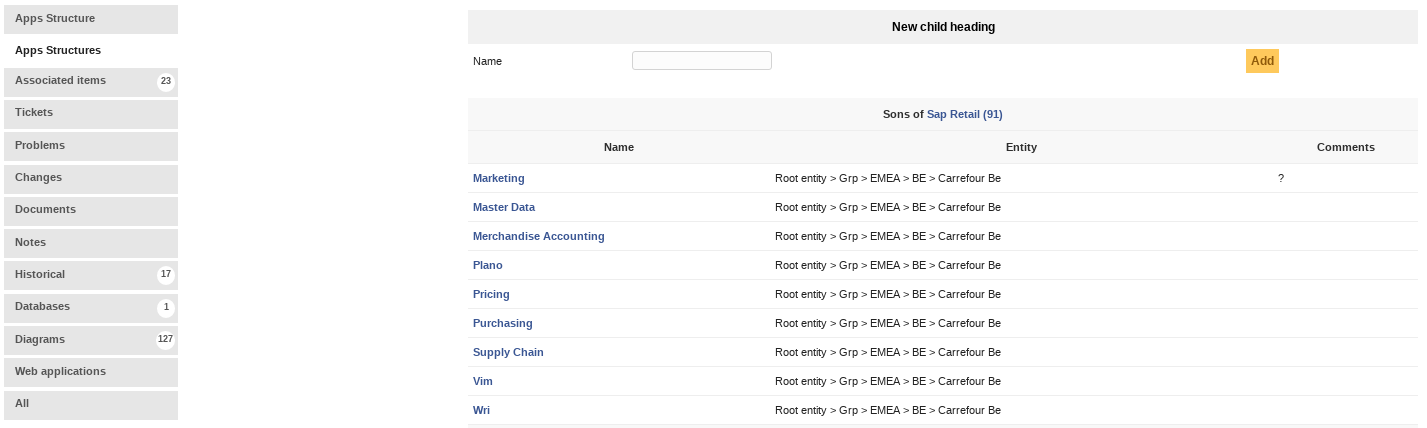 Apps Structure
Apps Structures
Associated items 23
Tickets
Problems
Changes
Documents
Notes
Historical 17
Databases 1
Diagrams 127
Web applications
All
New child heading
Name Add
Sons of Sap Retail (91)
Name Entity Comments
Marketing Root entity > Grp > EMEA > BE > Carrefour Be ?
Master Data Root entity > Grp > EMEA > BE > Carrefour Be
Merchandise Accounting Root entity > Grp > EMEA > BE > Carrefour Be
Plano Root entity > Grp > EMEA > BE > Carrefour Be
Pricing Root entity > Grp > EMEA > BE > Carrefour Be
Purchasing Root entity > Grp > EMEA > BE > Carrefour Be
Supply Chain Root entity > Grp > EMEA > BE > Carrefour Be
Vim Root entity > Grp > EMEA > BE > Carrefour Be
Wri Root entity > Grp > EMEA > BE > Carrefour Be